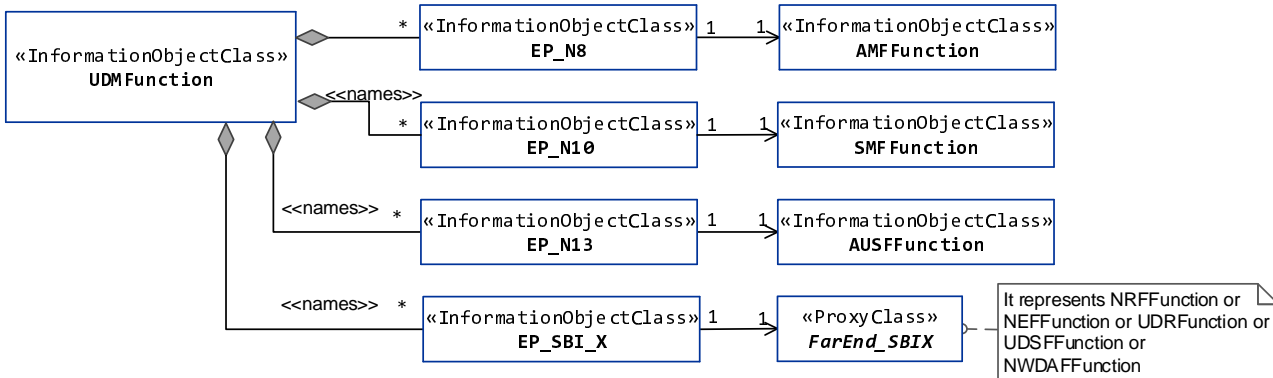 «InformationObjectClass»
UDMFunction
*
«InformationObjectClass»
EP_N8
1
1
«InformationObjectClass»
AMFFunction
<<names>>
*
«InformationObjectClass»
EP_N10
1
1
«InformationObjectClass»
SMFFunction
<<names>>
*
«InformationObjectClass»
EP_N13
1
1
«InformationObjectClass»
AUSFFunction
<<names>>
*
«InformationObjectClass»
EP_SBI_X
1
1
«ProxyClass»
FarEnd_SBIX
It represents NRFFunction or
NEFFunction or UDRFunction or
UDSFFunction or
NWDAFFunction